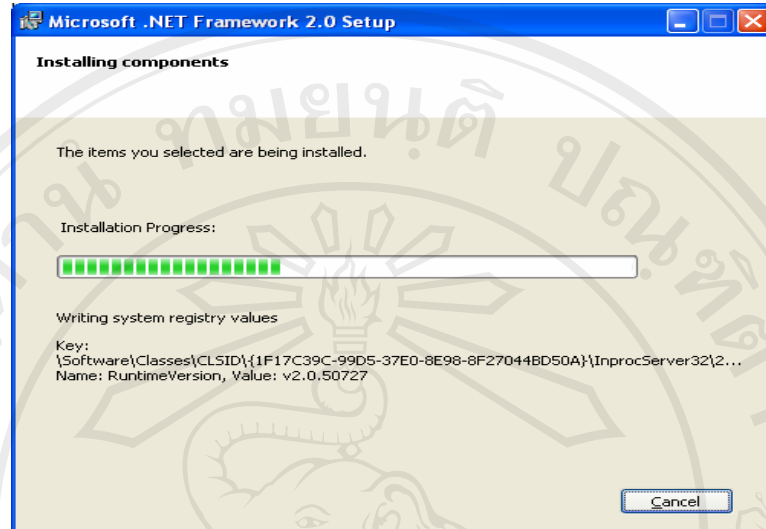 Microsoft .NET Framework 2.0 Setup
Installing components
The items you selected are being installed.
Installation Progress:
Writing system registry values
Key:
\Software\Classes\CLSID\{1F17C39C-99D5-37E0-8E98-8F27044BD50A}\InprocServer32\2...
Name: RuntimeVersion, Value: v2.0.50727
Cancel